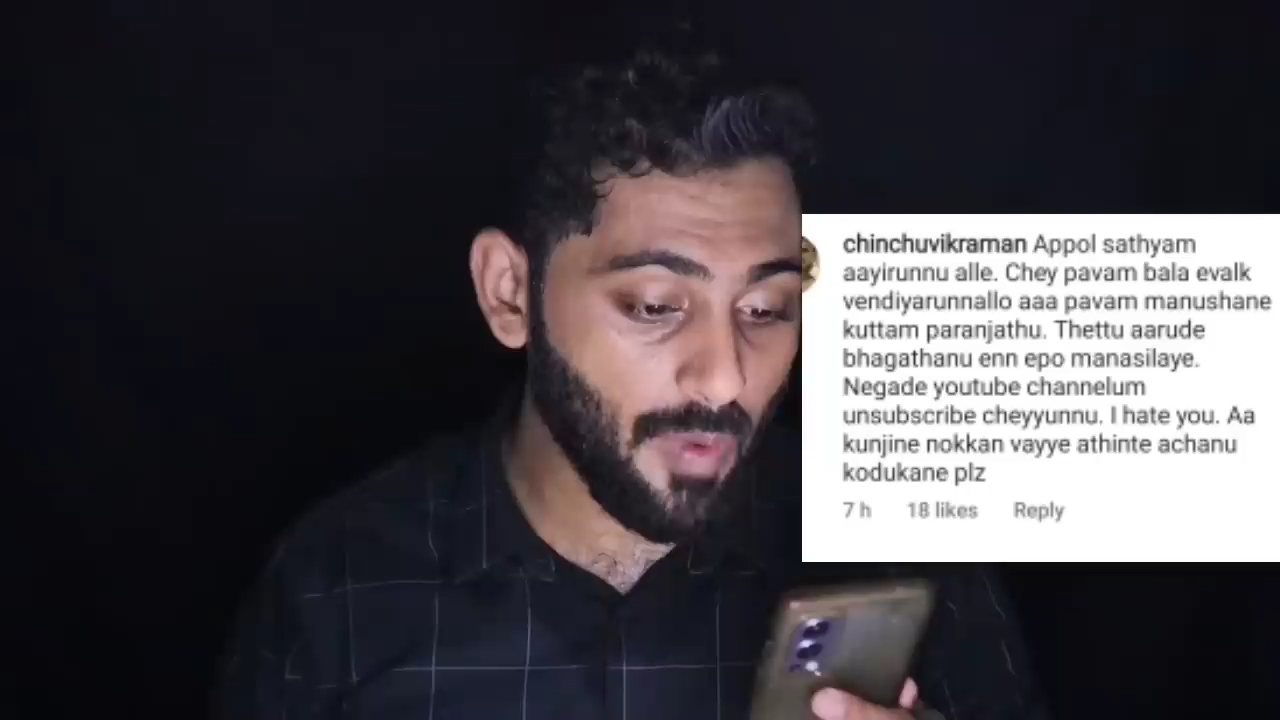 chinchuvikraman Appol sathyam
aayirunnu alle. Chey pavam bala evalk
vendiyarunnallo aaa pavam manushane
kuttam paranjathu. Thettu aarude
bhagathanu enn epo manasilaye.
Negade youtube channelum
unsubscribe cheyyunnu. I hate you. Aa
kunjine nokkan vayye athinte achanu
kodukane plz
7 h 18 likes Reply